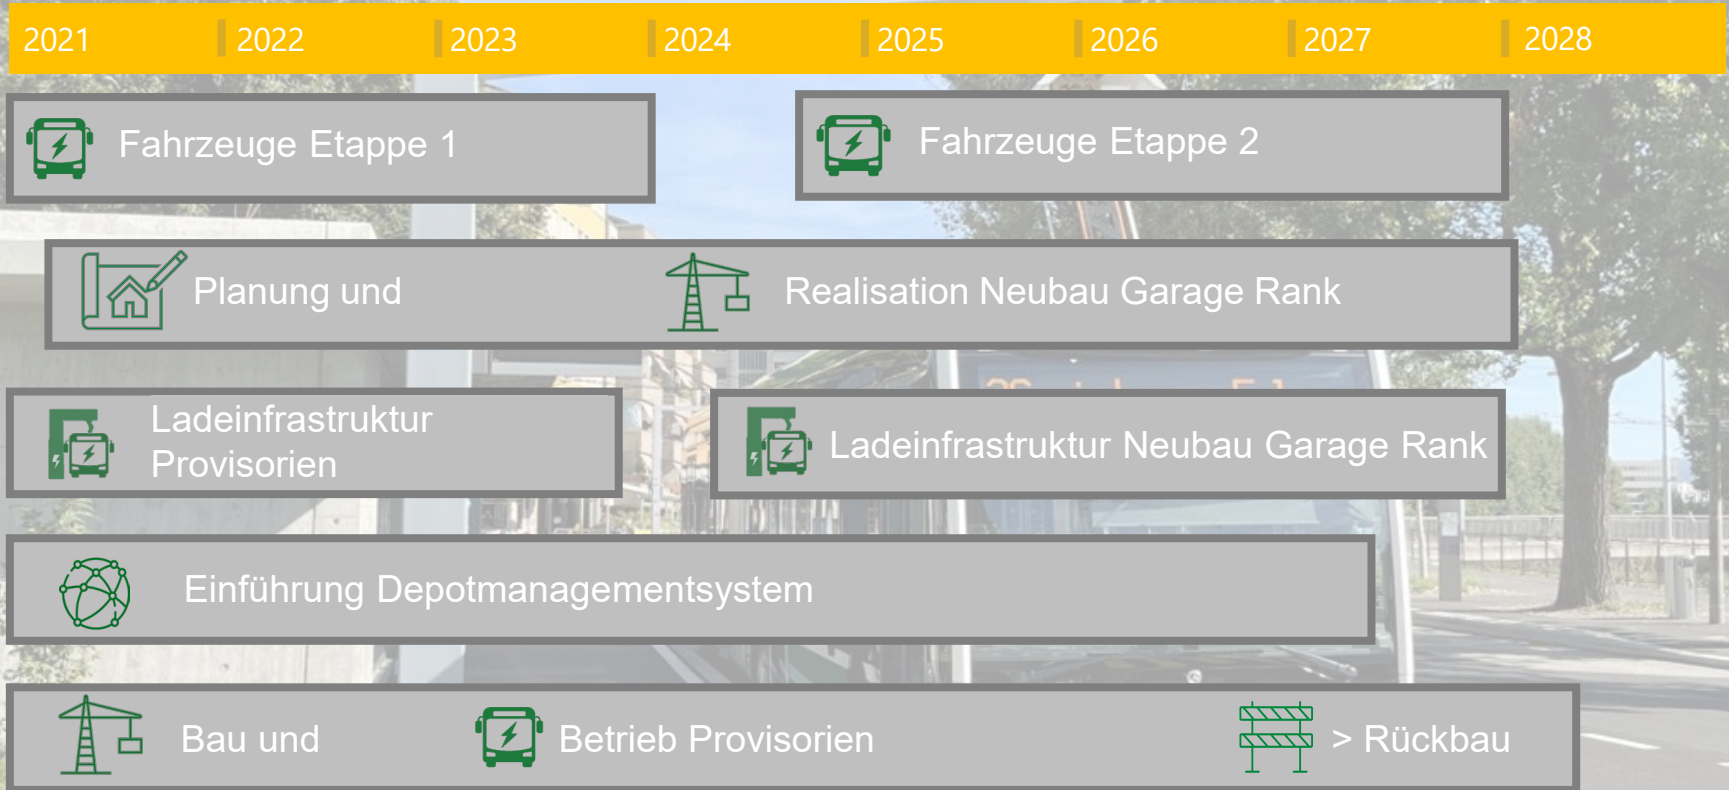 2021 2022 2023 2024 2025 2026 2027 2028
Fahrzeuge Etappe 1
Fahrzeuge Etappe 2
Planung und
Realisation Neubau Garage Rank
Ladeinfrastruktur
Provisorien
Ladeinfrastruktur Neubau Garage Rank
Einführung Depotmanagementsystem
Bau und
Betrieb Provisorien
> Rückbau